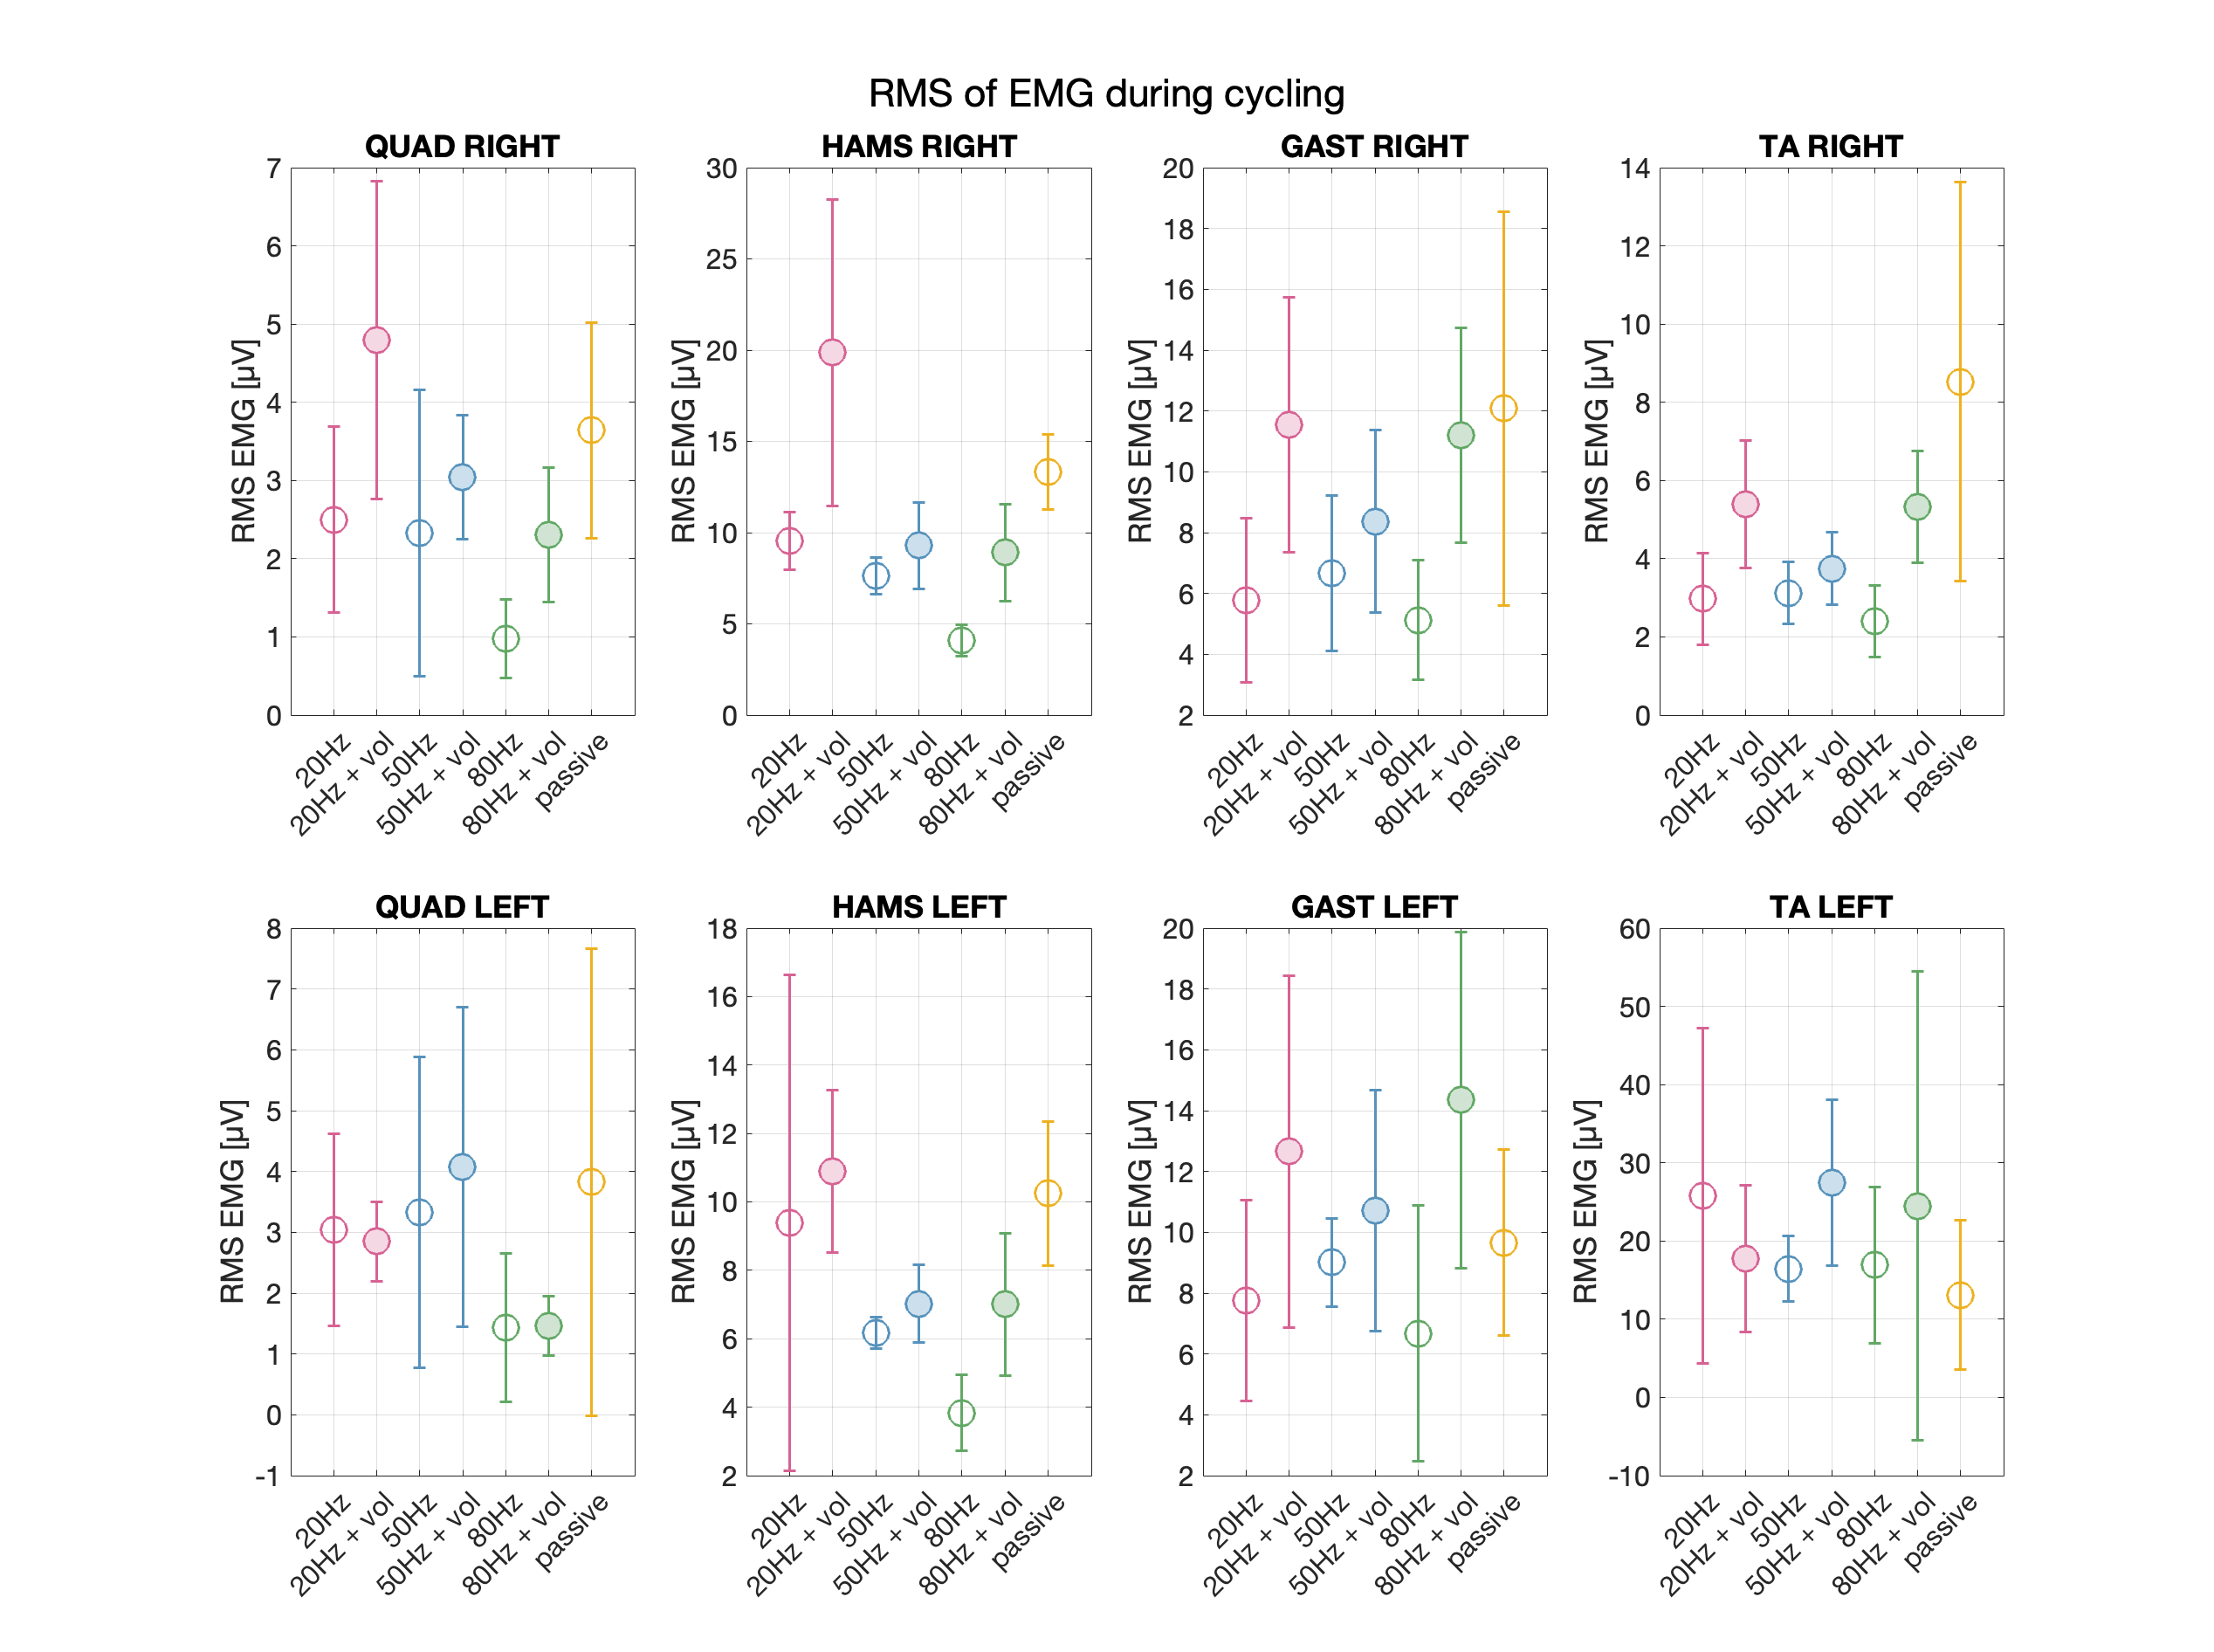 RMS of EMG during cycling
QUAD RIGHT
RMS EMG [µV]
7
6
5
4
3
2
1
0
20Hz
20Hz + vol
50Hz
50Hz + vol
80Hz
80Hz + vol
passive
HAMS RIGHT
RMS EMG [µV]
30
25
20
15
10
5
0
20Hz
20Hz + vol
50Hz
50Hz + vol
80Hz
80Hz + vol
passive
GAST RIGHT
RMS EMG [µV]
20
18
16
14
12
10
8
6
4
2
20Hz
20Hz + vol
50Hz
50Hz + vol
80Hz
80Hz + vol
passive
TA RIGHT
RMS EMG [µV]
14
12
10
8
6
4
2
0
20Hz
20Hz + vol
50Hz
50Hz + vol
80Hz
80Hz + vol
passive
QUAD LEFT
RMS EMG [µV]
8
7
6
5
4
3
2
1
0
-1
20Hz
20Hz + vol
50Hz
50Hz + vol
80Hz
80Hz + vol
passive
HAMS LEFT
RMS EMG [µV]
18
16
14
12
10
8
6
4
2
20Hz
20Hz + vol
50Hz
50Hz + vol
80Hz
80Hz + vol
passive
GAST LEFT
RMS EMG [µV]
20
18
16
14
12
10
8
6
4
2
20Hz
20Hz + vol
50Hz
50Hz + vol
80Hz
80Hz + vol
passive
TA LEFT
RMS EMG [µV]
60
50
40
30
20
10
0
-10
20Hz
20Hz + vol
50Hz
50Hz + vol
80Hz
80Hz + vol
passive